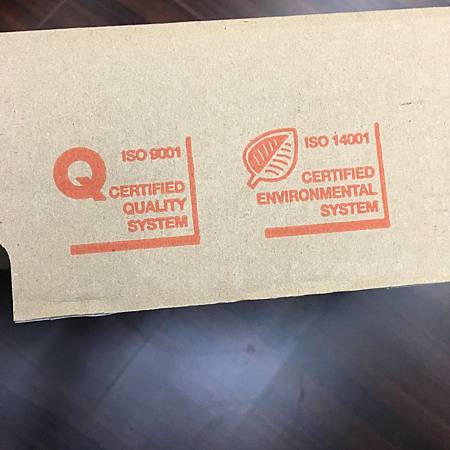 ISO 9001
Q
CERTIFIED
QUALITY
SYSTEM
ISO 14001
CERTIFIED
ENVIRONMENTAL
SYSTEM